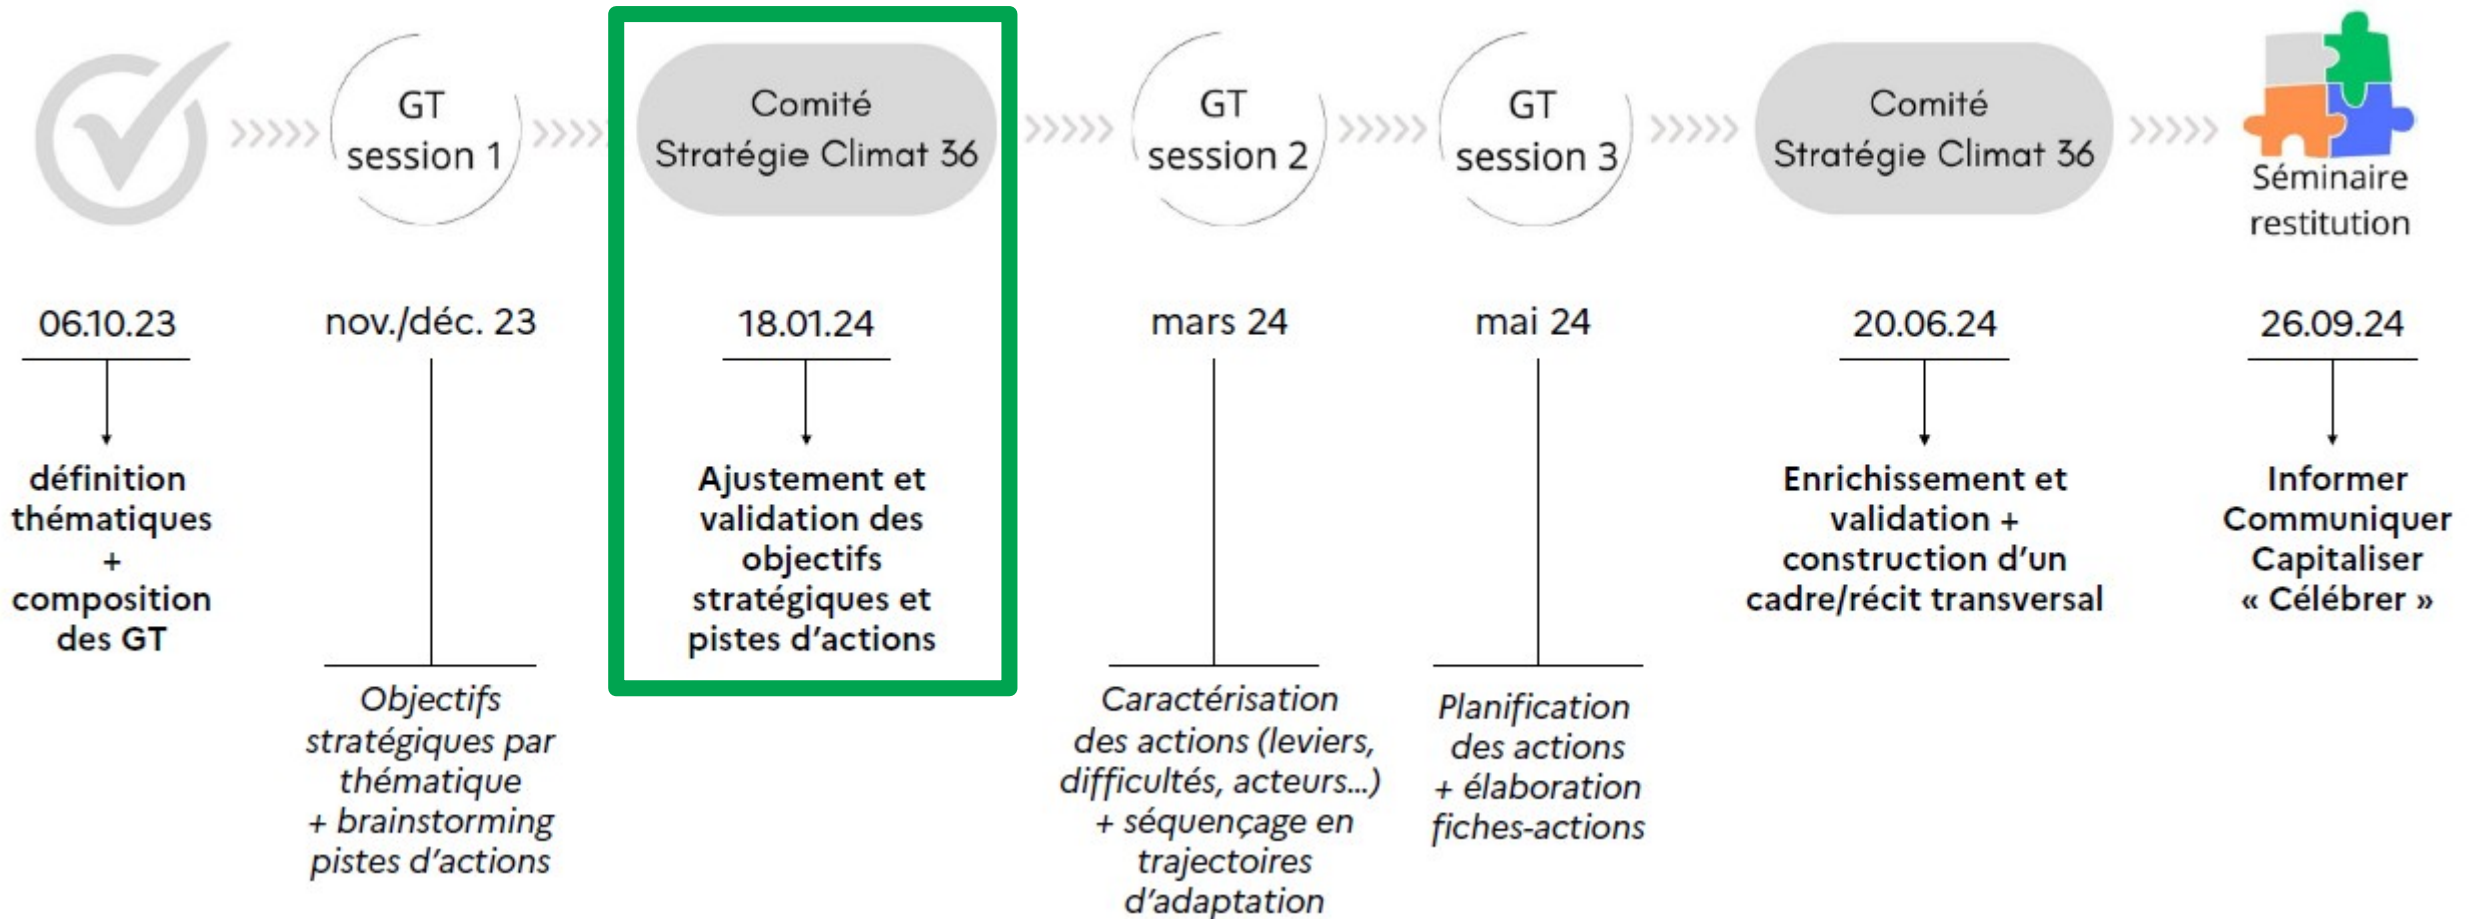 GT
session 1
Comité
Stratégie Climat 36
GT
session 2
GT
session 3
Comité
Stratégie Climat 36
Séminaire
restitution
06.10.23
nov./déc. 23
18.01.24
mars 24
mai 24
20.06.24
26.09.24
définition
thématiques
+
composition
des GT
Ajustement et
validation des
objectifs
stratégiques et
pistes d'actions
Enrichissement et
validation +
construction d'un
cadre/récit transversal
Informer
Communiquer
Capitaliser
« Célébrer »
Objectifs
stratégiques par
thématique
+ brainstorming
pistes d'actions
Caractérisation
des actions (leviers,
difficultés, acteurs...)
+ séquençage en
trajectoires
d'adaptation
Planification
des actions
+ élaboration
fiches-actions